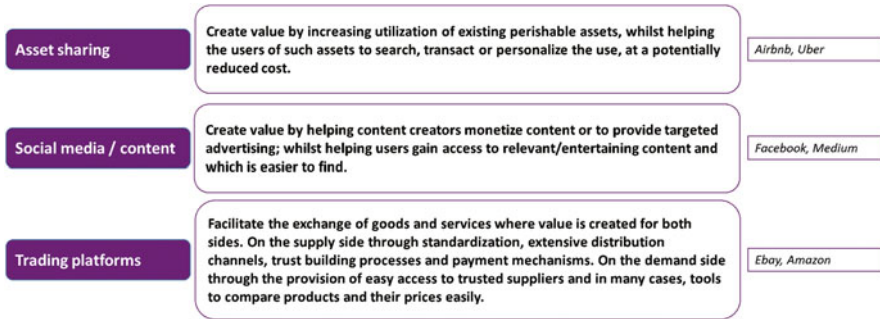 Asset sharing
Create value by increasing utilization of existing perishable assets, whilst helping
the users of such assets to search, transact or personalize the use, at a potentially
reduced cost.
Airbnb, Uber
Social media / content
Create value by helping content creators monetize content or to provide targeted
advertising; whilst helping users gain access to relevant/entertaining content and
which is easier to find.
Facebook, Medium
Trading platforms
Facilitate the exchange of goods and services where value is created for both
sides. On the supply side through standardization, extensive distribution
channels, trust building processes and payment mechanisms. On the demand side
through the provision of easy access to trusted suppliers and in many cases, tools
to compare products and their prices easily.
Ebay, Amazon